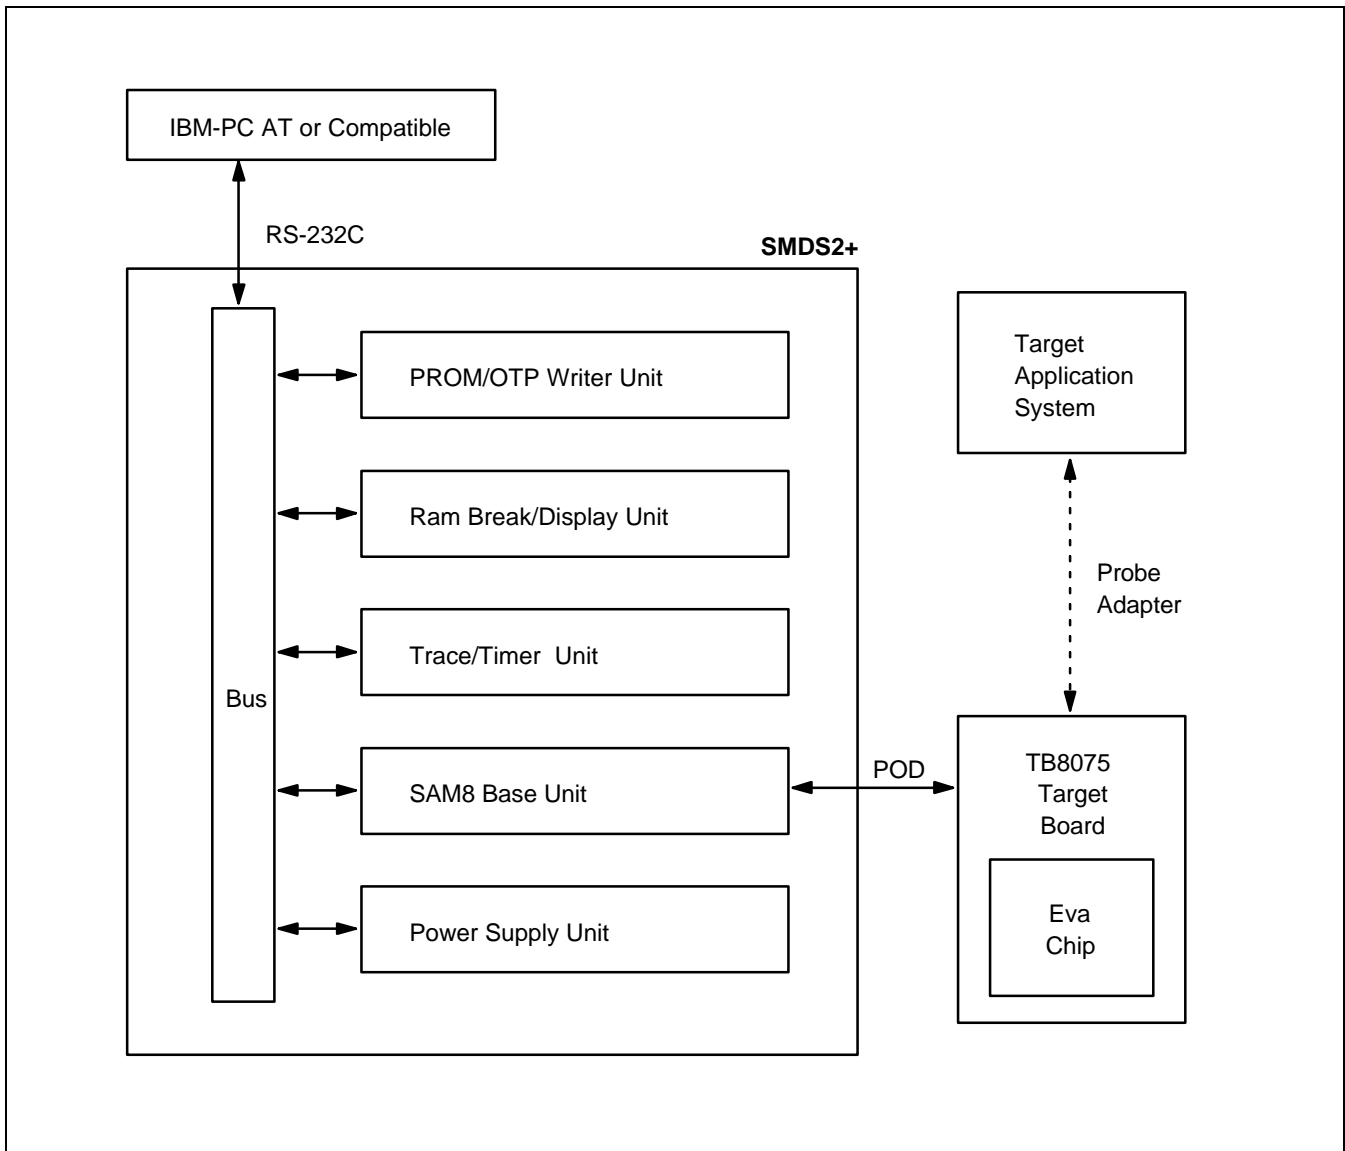 IBM-PC AT or Compatible
RS-232C
SMDS2+
PROM/OTP Writer Unit
Ram Break/Display Unit
Trace/Timer  Unit
Bus
SAM8 Base Unit
Power Supply Unit
POD
Target
Application
System
Probe
Adapter
TB8075
Target
Board
Eva
Chip